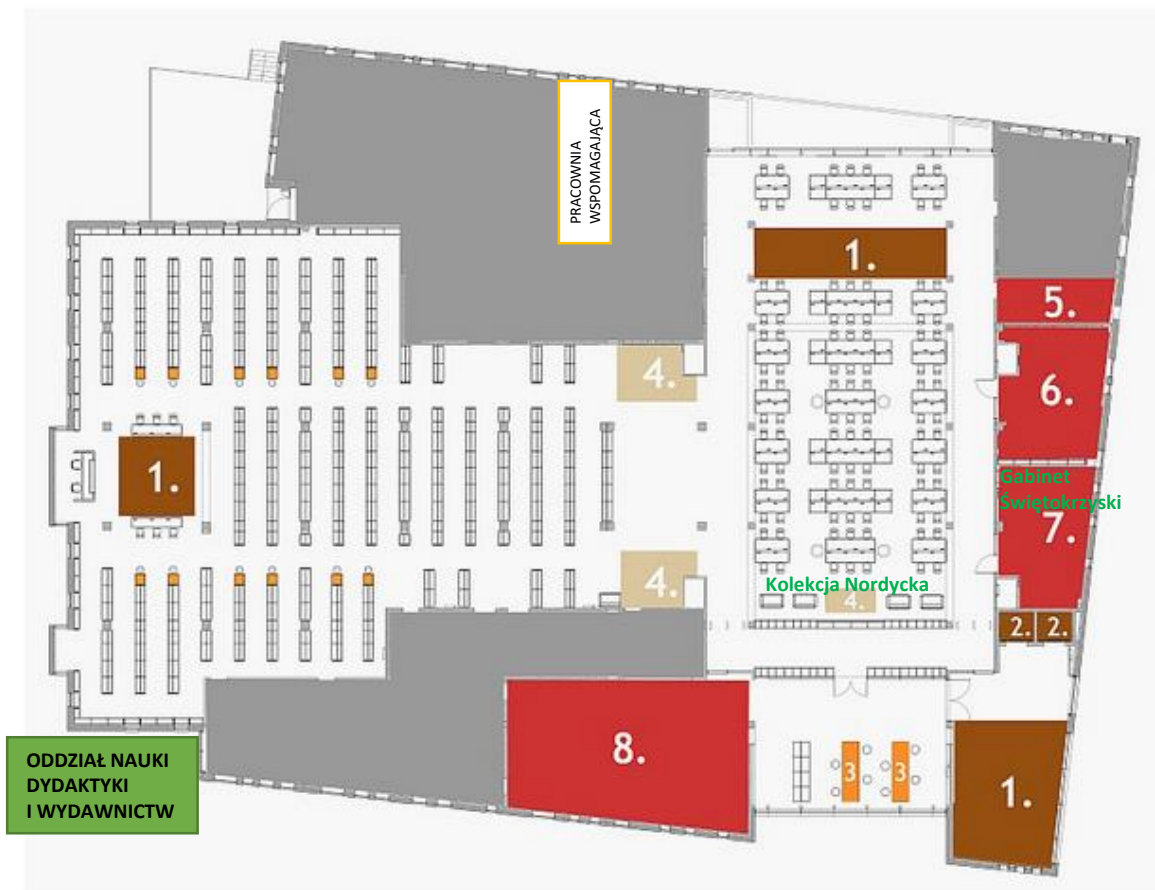 PRACOWNIA
WSPOMAGAJĄCA
1.
5.
4.
6.
1.
Gabinet
Świętokrzyski
7.
4.
Kolekcja Nordycka
4.
2.
2.
8.
ODDZIAŁ NAUKI
DYDAKTYKI
I WYDAWNICTW
3
3
1.